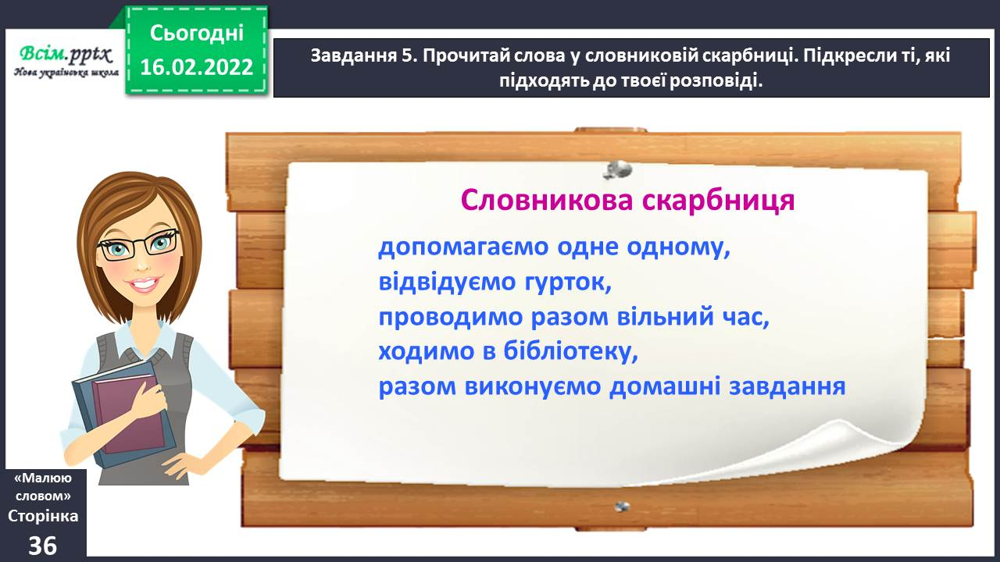 Всім.pptx
Нова українська школа
Сьогодні
16.02.2022
Завдання 5. Прочитай слова у словниковій скарбниці. Підкресли ті, які
підходять до твоєї розповіді.
Словникова скарбниця
допомагаємо одне одному,
відвідуємо гурток,
проводимо разом вільний час,
ходимо в бібліотеку,
разом виконуємо домашні завдання
«Малюю
словом»
Сторінка
36